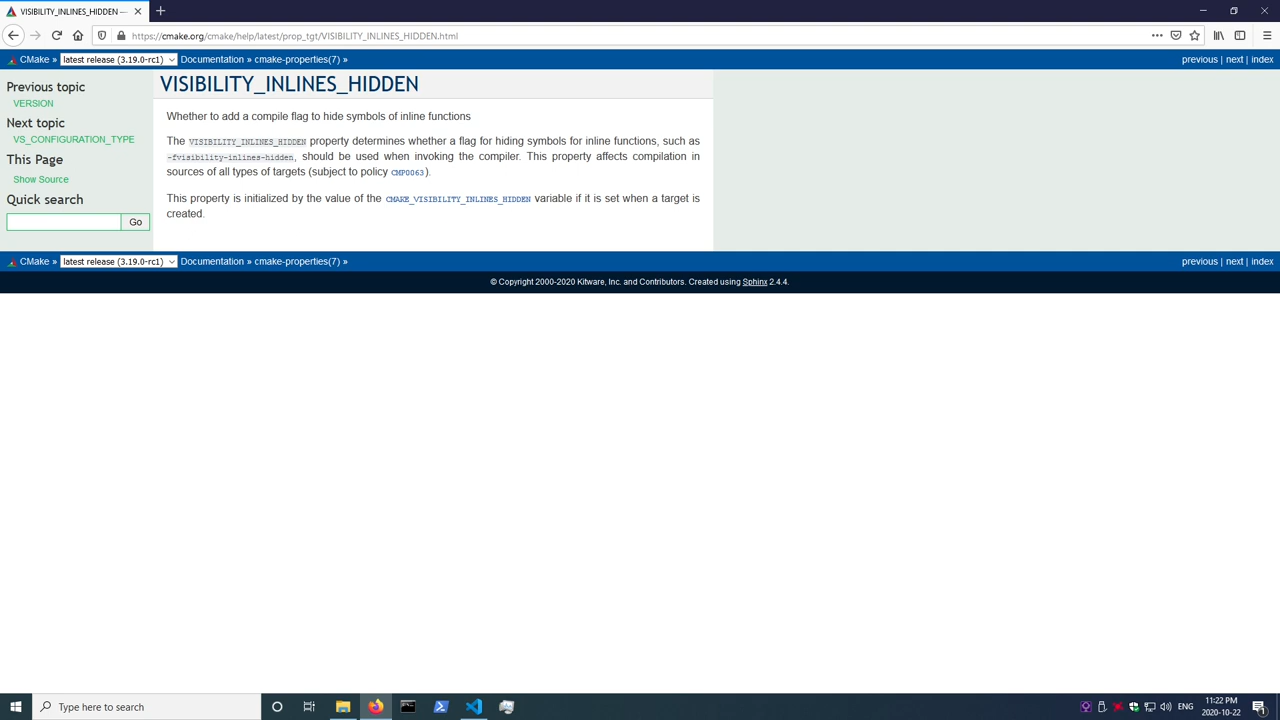 VISIBILITY_INLINES_HIDDEN —
https://cmake.org/cmake/help/latest/prop_tgt/VISIBILITY_INLINES_HIDDEN.html
CMake » latest release (3.19.0-rc1) Documentation » cmake-properties(7) » previous | next | index
Previous topic
VERSION
Next topic
VS_CONFIGURATION_TYPE
This Page
Show Source
Quick search
Go
VISIBILITY_INLINES_HIDDEN
Whether to add a compile flag to hide symbols of inline functions
The VISIBILITY_INLINES_HIDDEN property determines whether a flag for hiding symbols for inline functions, such as
-fvisibility-inlines-hidden, should be used when invoking the compiler. This property affects compilation in
sources of all types of targets (subject to policy CMP0063).
This property is initialized by the value of the CMAKE_VISIBILITY_INLINES_HIDDEN variable if it is set when a target is
created.
CMake » latest release (3.19.0-rc1) Documentation » cmake-properties(7) » previous | next | index
© Copyright 2000-2020 Kitware, Inc. and Contributors. Created using Sphinx 2.4.4.
Type here to search
ENG
11:22 PM
2020-10-22
1